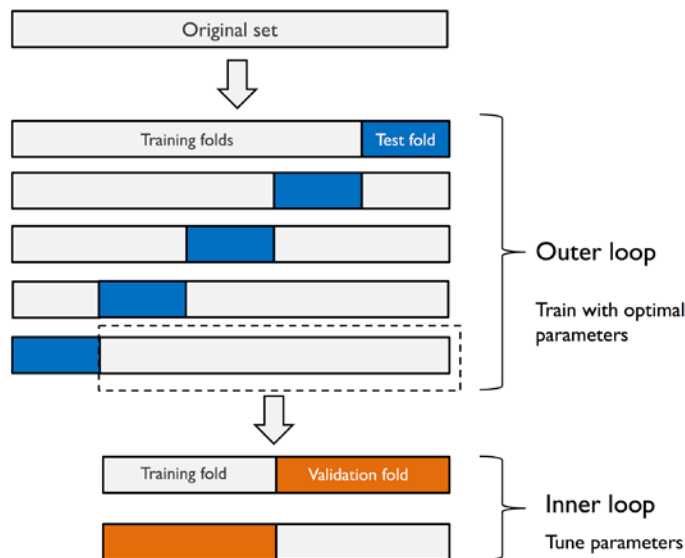 Original set
Training folds
Test fold
Outer loop
Train with optimal
parameters
Training fold
Validation fold
Inner loop
Tune parameters